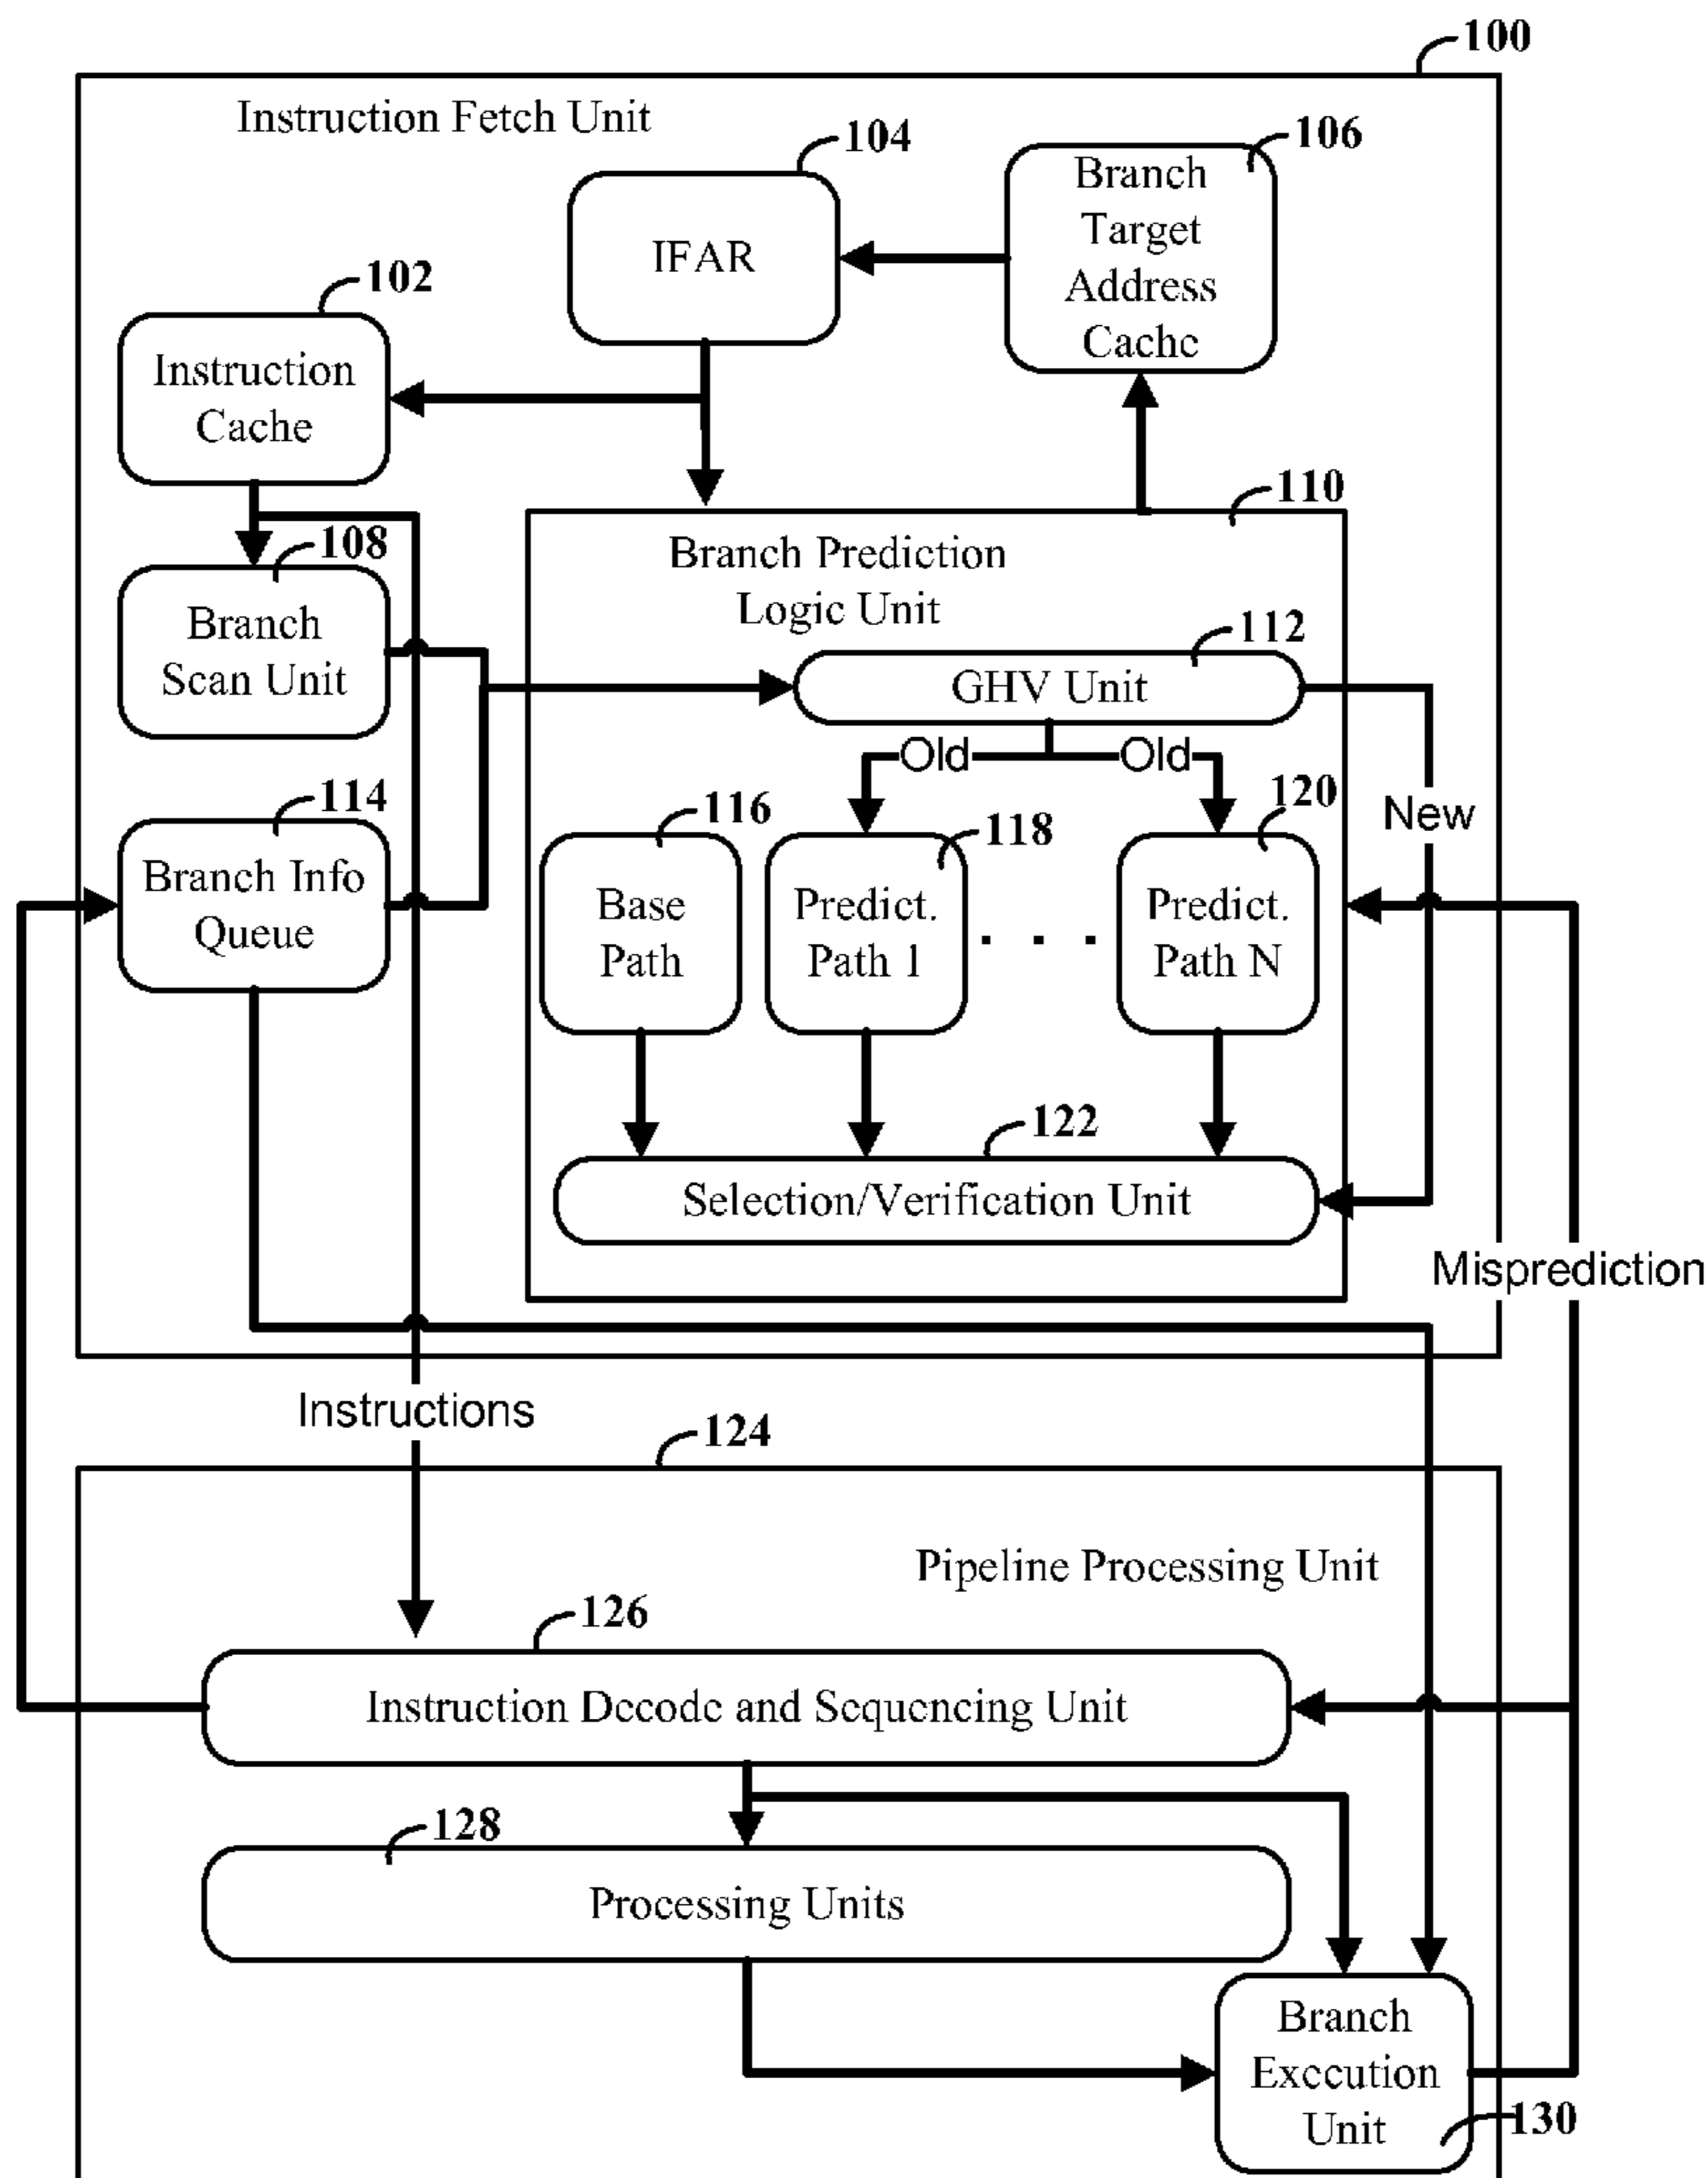 100
Instruction Fetch Unit
104
106
IFAR
Branch
Target
Address
Cache
102
Instruction
Cache
110
Branch Prediction
Logic Unit
108
Branch
Scan Unit
112
GHV Unit
Old
Old
New
114
Branch Info
Queue
116
Base
Path
118
Predict.
Path 1
. . .
120
Predict.
Path N
122
Selection/Verification Unit
Misprediction
Instructions
124
Pipeline Processing Unit
126
Instruction Decode and Sequencing Unit
128
Processing Units
Branch
Execution
Unit
130